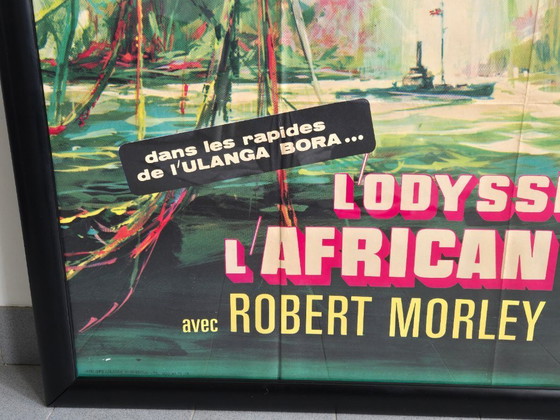 dans les rapides
de l'ULANGA BORA...
L'ODYSS
L'AFRICAN
avec ROBERT MORLEY